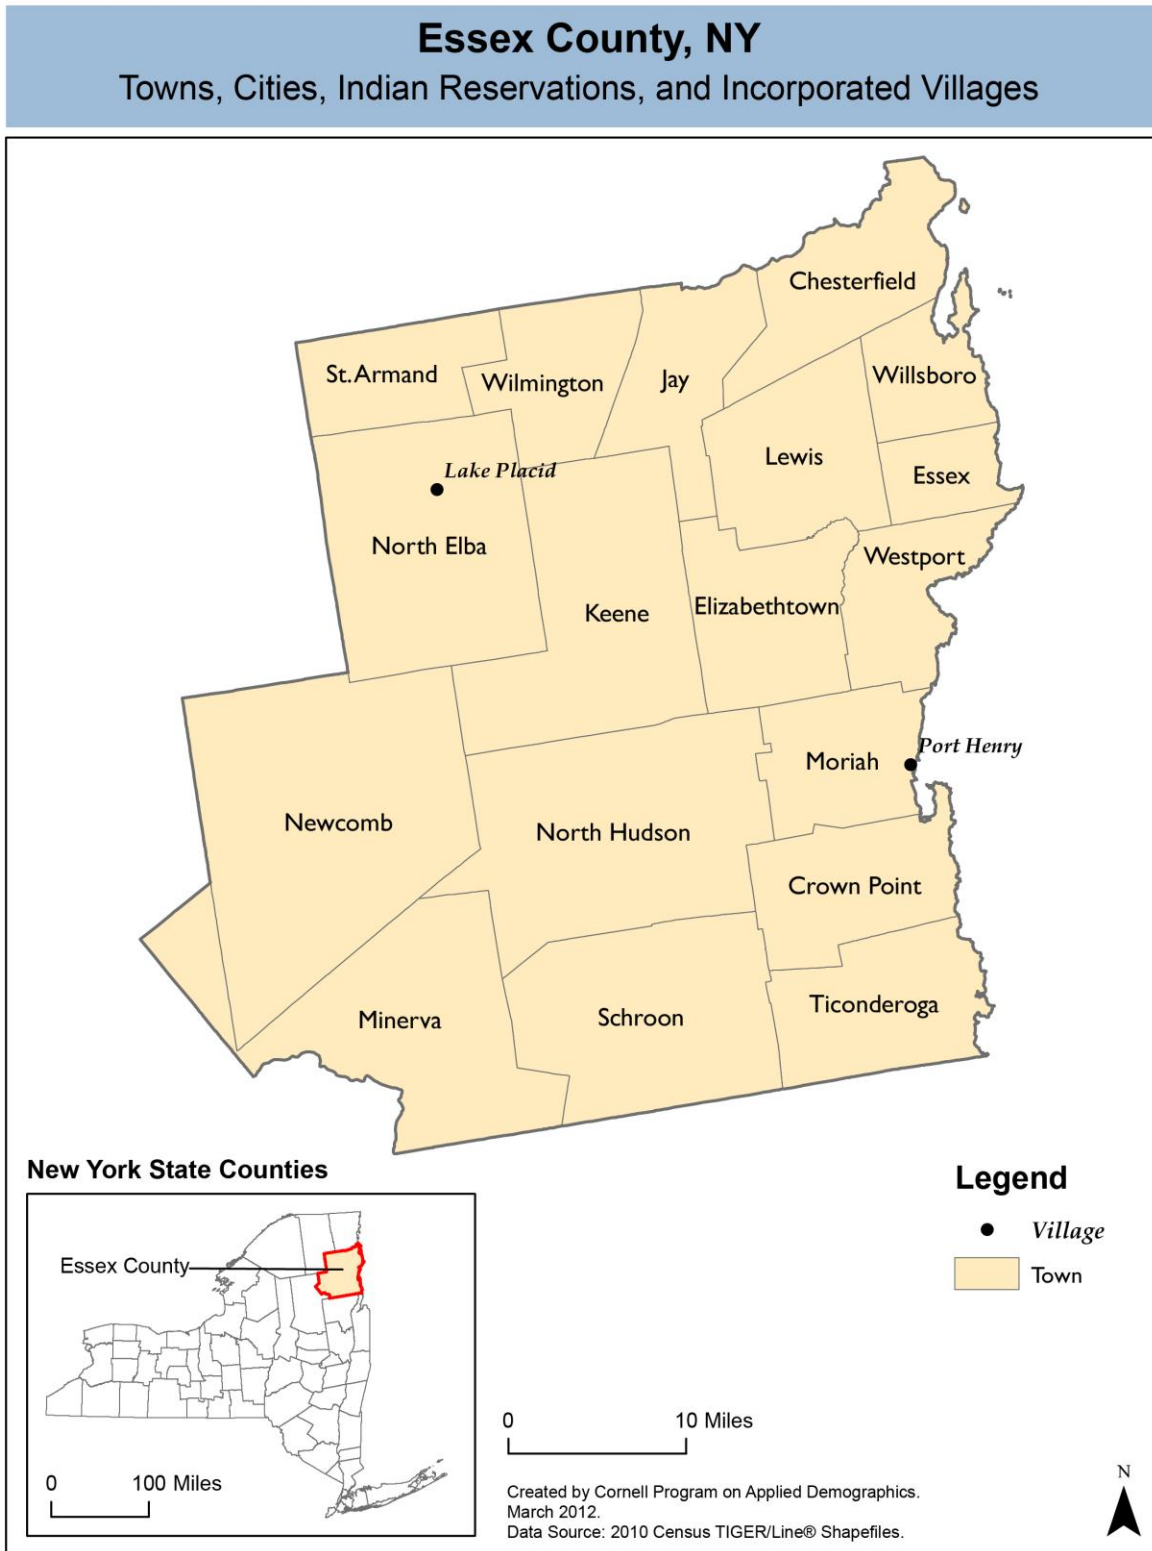 Essex County, NY
Towns, Cities, Indian Reservations, and Incorporated Villages
Chesterfield
St.Armand
Wilmington
Jay
Willsboro
Lewis
Lake Placid
Essex
North Elba
Westport
Keene
Elizabethtown
Port Henry
Moriah
Newcomb
North Hudson
Crown Point
Minerva
Schroon
Ticonderoga
New York State Counties
Essex County
0
100 Miles
Legend
Village
Town
0
10 Miles
Created by Cornell Program on Applied Demographics.
March 2012.
Data Source: 2010 Census TIGER/Line® Shapefiles.
N